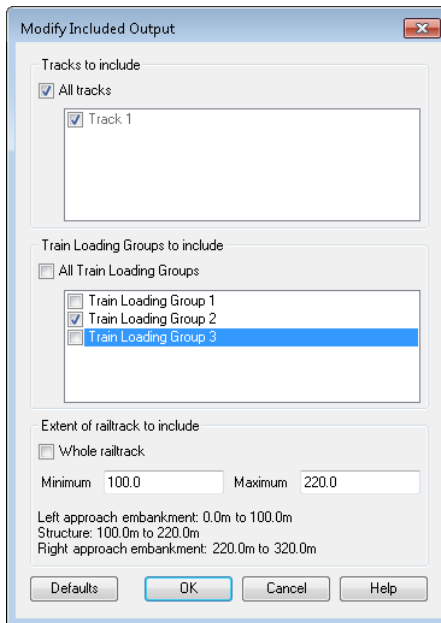 Modify Included Output
Tracks to include
All tracks
Track 1
Train Loading Groups to include
All Train Loading Groups
Train Loading Group 1
Train Loading Group 2
Train Loading Group 3
Extent of railtrack to include
Whole railtrack
Minimum 100.0 Maximum 220.0
Left approach embankment: 0.0m to 100.0m
Structure: 100.0m to 220.0m
Right approach embankment: 220.0m to 320.0m
Defaults OK Cancel Help